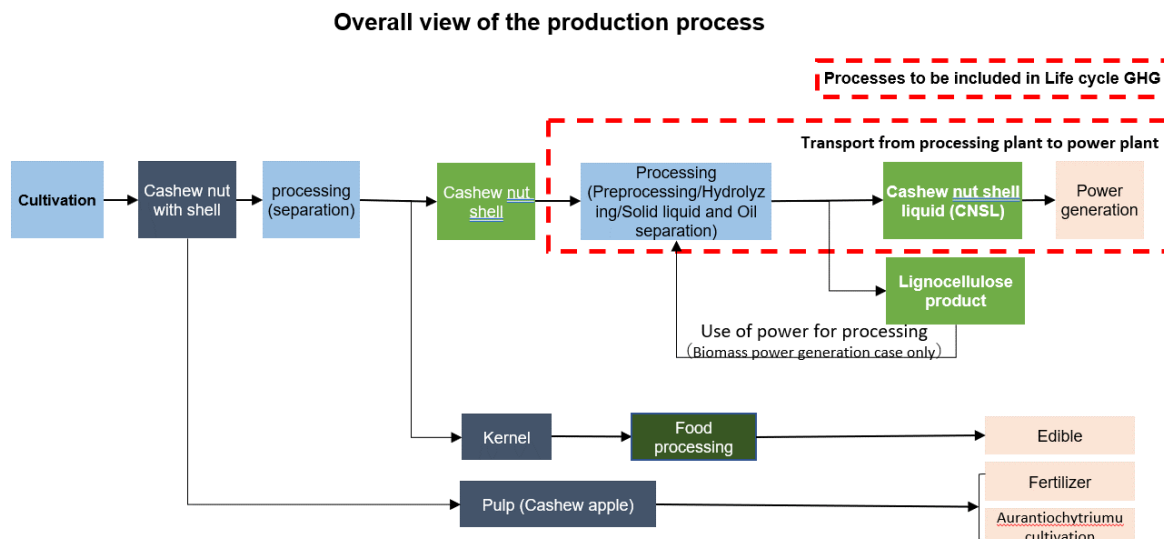 Overall view of the production process
Processes to be included in Life cycle GHG
Transport from processing plant to power plant
Cultivation
Cashew nut
with shell
processing
(separation)
Cashew nut
shell
Processing
(Preprocessing/Hydrolyz
ing/Solid liquid and Oil
separation)
Cashew nut shell
liquid (CNSL)
Power
generation
Lignocellulose
product
Use of power for processing
（Biomass power generation case only）
Kernel
Food
processing
Edible
Pulp (Cashew apple)
Fertilizer
Aurantiochytriumu
cultivation